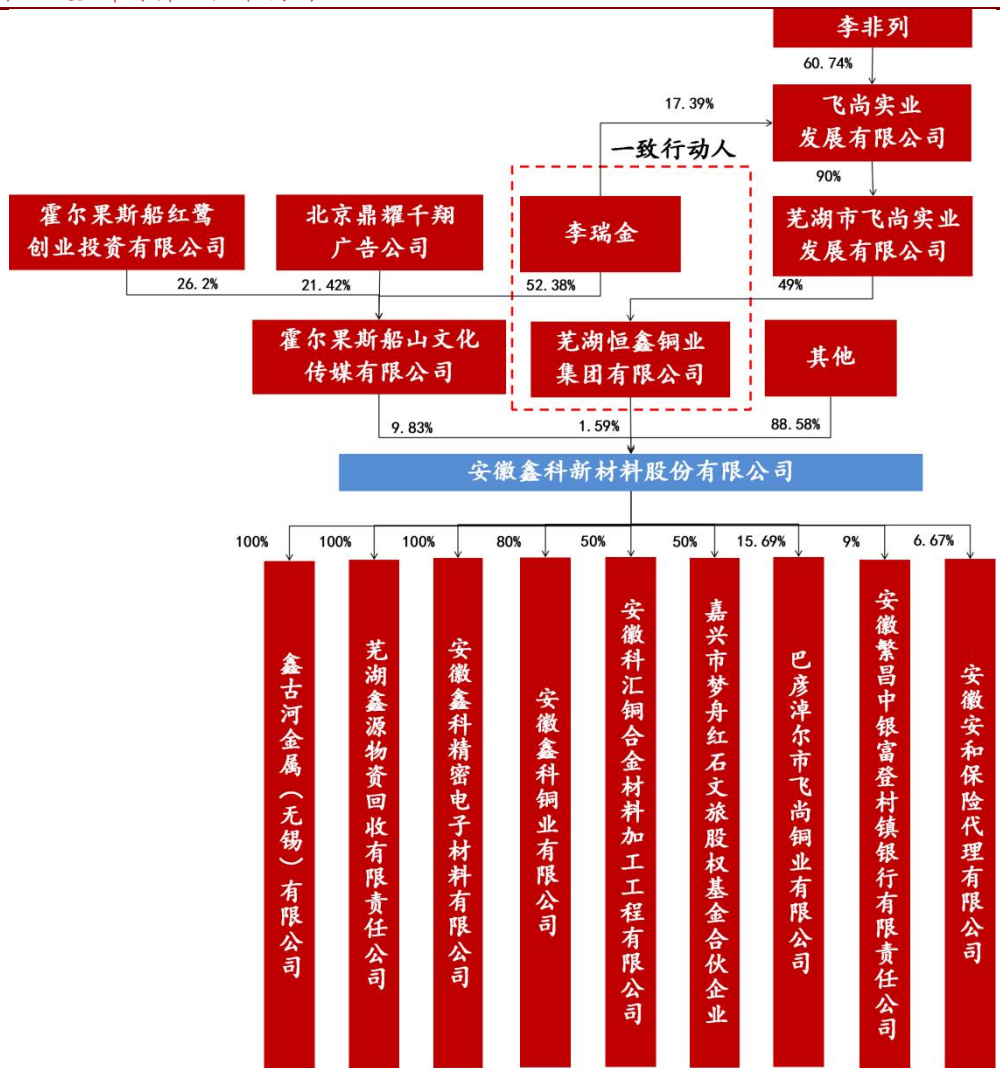 李非列
60.74%
17.39%
飞尚实业
发展有限公司
一致行动人
90%
霍尔果斯船红鹭
创业投资有限公司
北京鼎耀千翔
广告公司
李瑞金
芜湖市飞尚实业
发展有限公司
26.2%
21.42%
52.38%
49%
霍尔果斯船山文化
传媒有限公司
芜湖恒鑫铜业
集团有限公司
其他
9.83%
1.59%
88.58%
安徽鑫科新材料股份有限公司
100%
100%
100%
80%
50%
50%
15.69%
9%
6.67%
鑫古河金属（无锡）有限公司
芜湖鑫源物资回收有限责任公司
安徽鑫科精密电子材料有限公司
安徽鑫科铜业有限公司
安徽科汇铜合金材料加工工程有限公司
嘉兴市梦舟红石文旅股权基金合伙企业
巴彦淖尔市飞尚铜业有限公司
安徽繁昌中银富登村镇银行有限责任公司
安徽安和保险代理有限公司